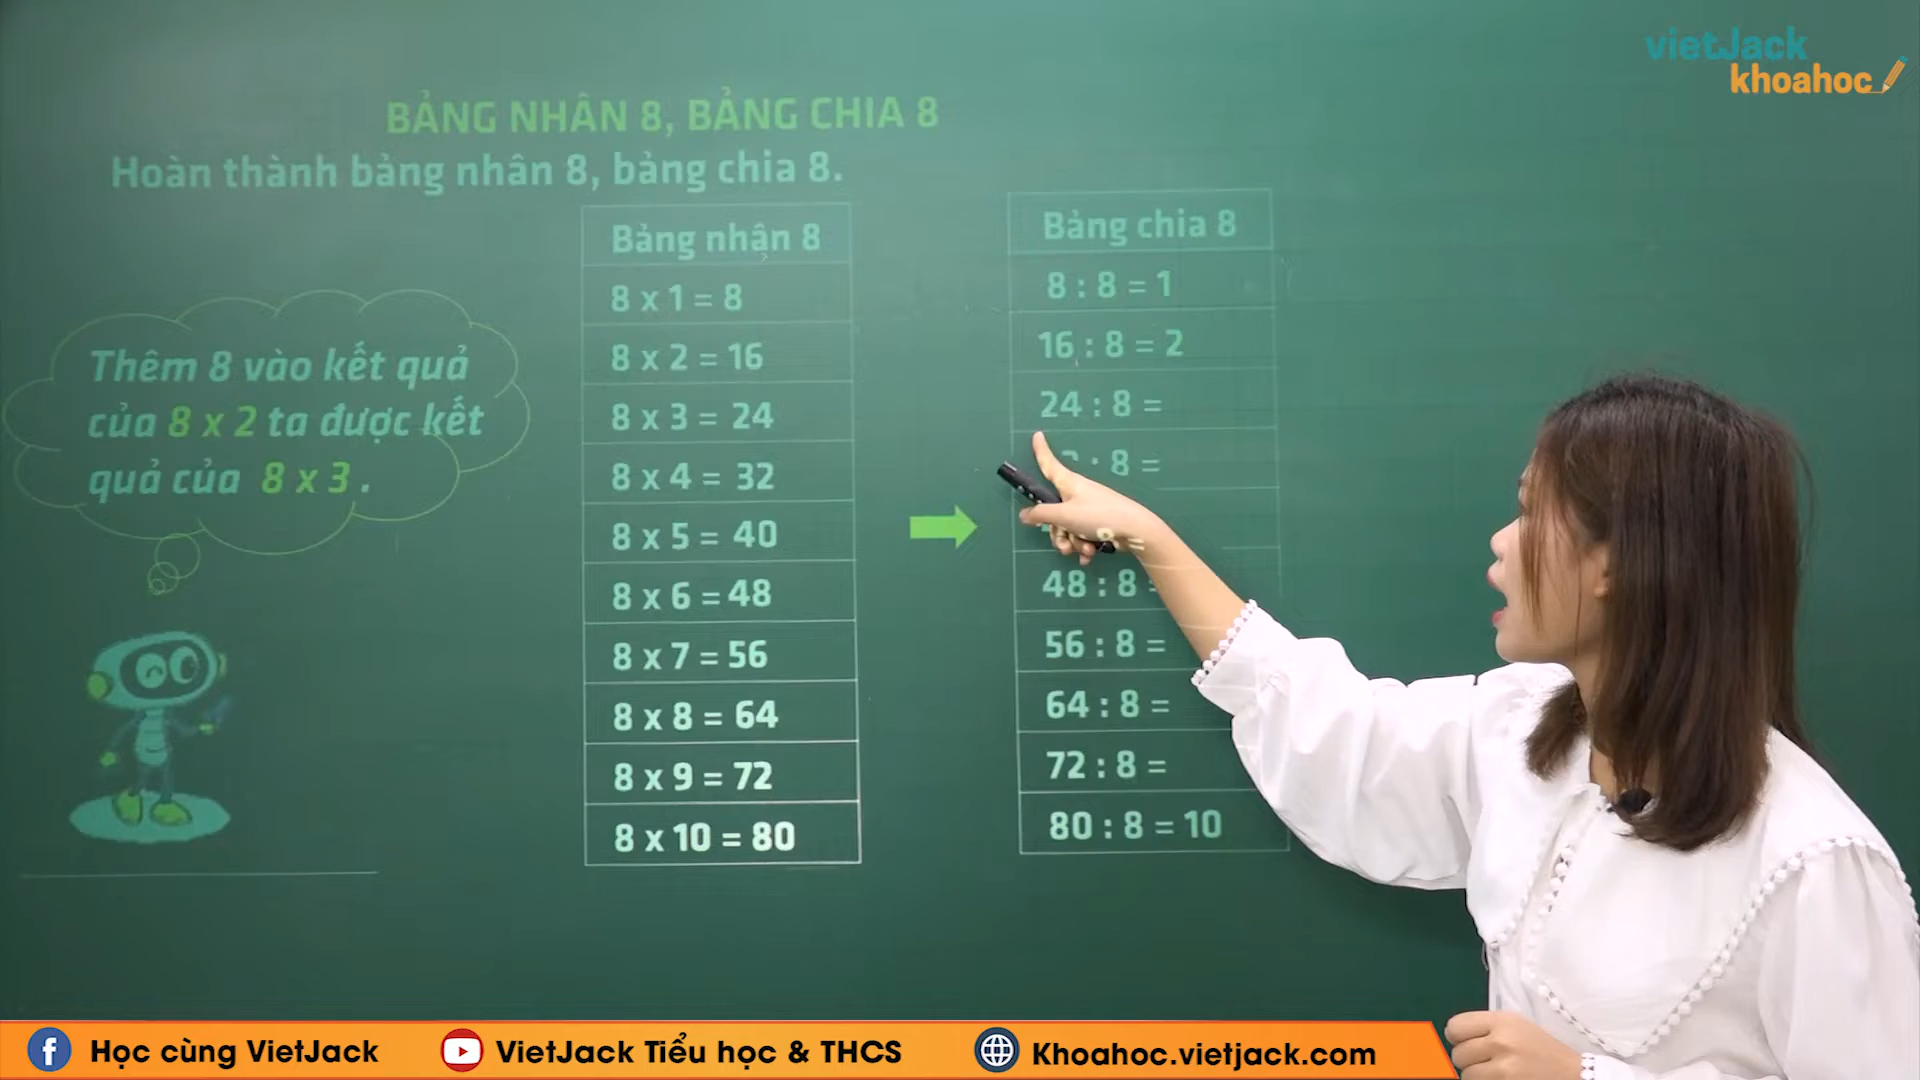 vietJack
khoahoc
BẢNG NHÂN 8, BẢNG CHIA 8
Hoàn thành bảng nhân 8, bảng chia 8.
Thêm 8 vào kết quả
của 8 x 2 ta được kết
quả của 8 x 3 .
Bảng nhân 8
8 x 1 = 8
8 x 2 = 16
8 x 3 = 24
8 x 4 = 32
8 x 5 = 40
8 x 6 = 48
8 x 7 = 56
8 x 8 = 64
8 x 9 = 72
8 x 10 = 80
Bảng chia 8
8 : 8 = 1
16 : 8 = 2
24 : 8 =
: 8 =
48 : 8 =
56 : 8 =
64 : 8 =
72 : 8 =
80 : 8 = 10
Học cùng VietJack
VietJack Tiểu học & THCS
Khoahoc.vietjack.com